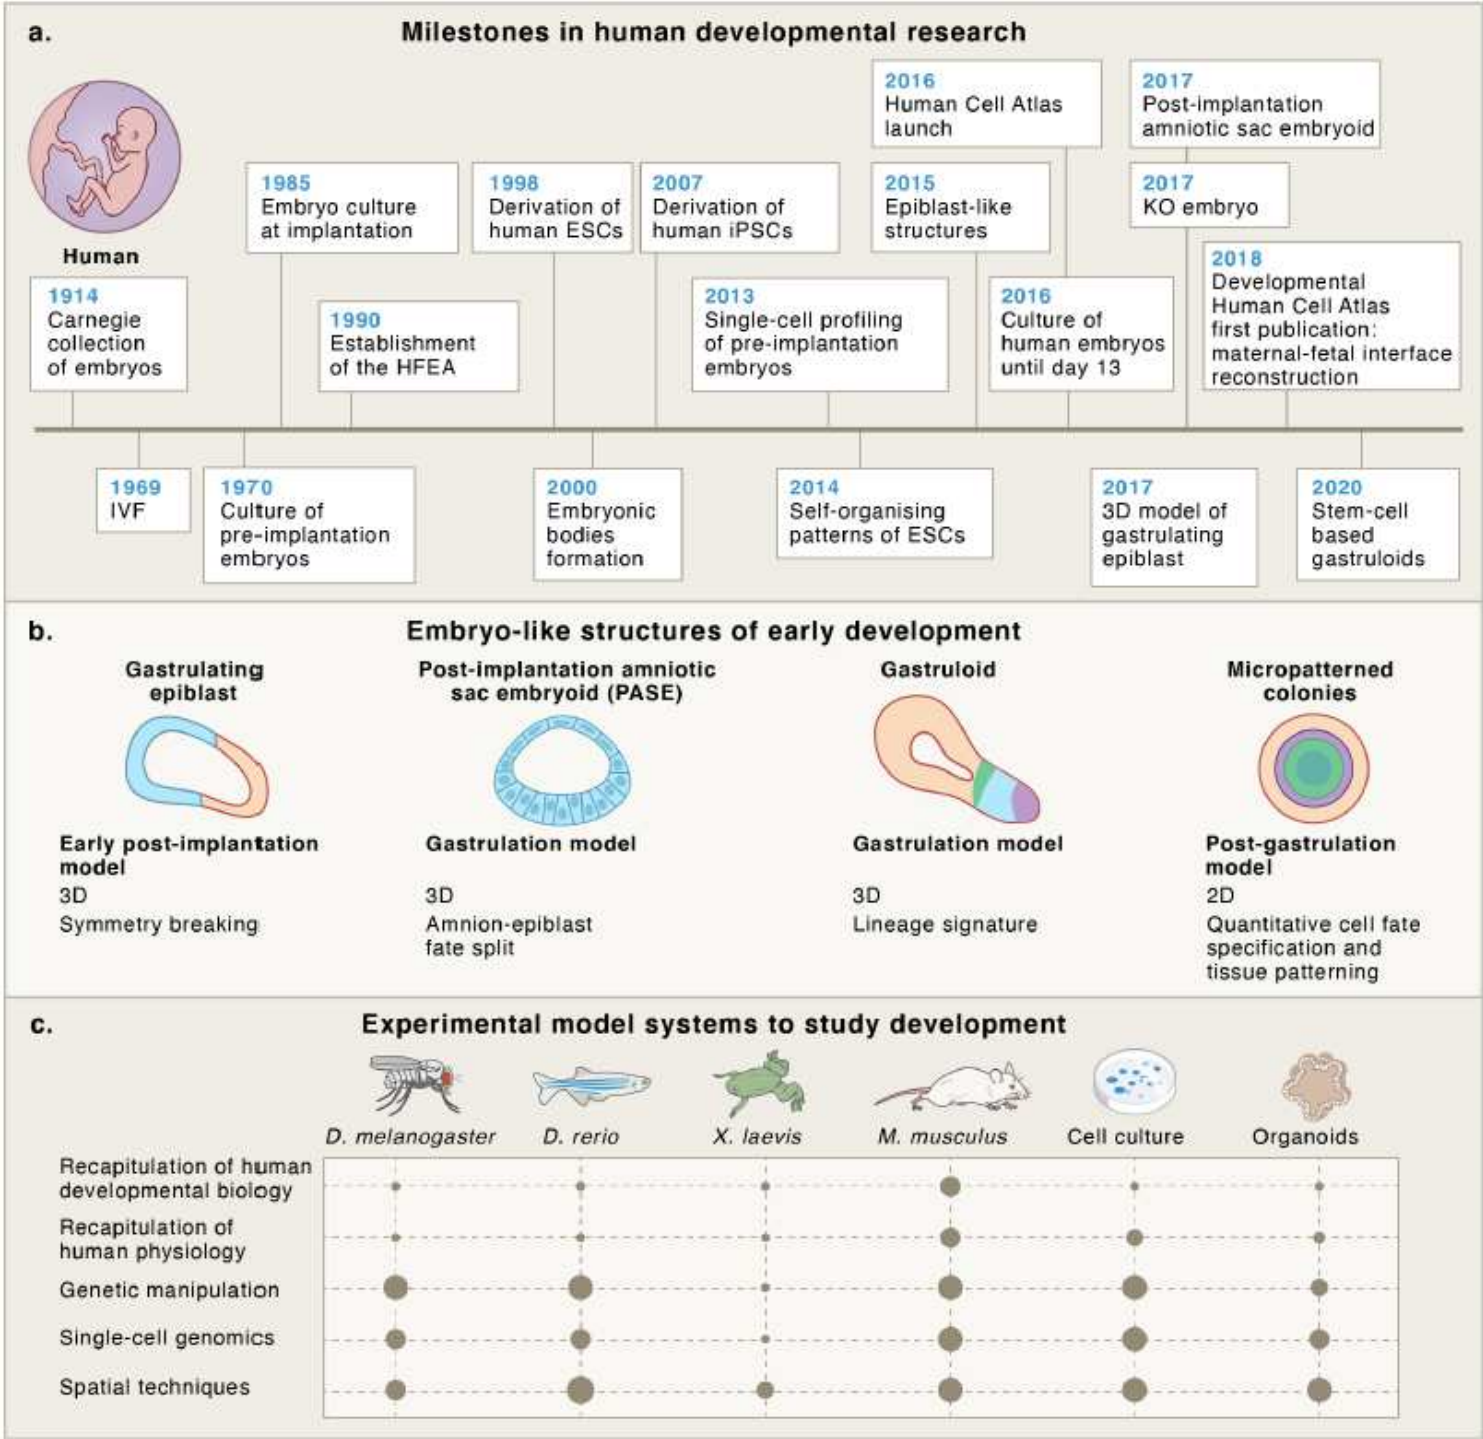 a.
Milestones in human developmental research
Human
1914
Carnegie
collection
of embryos
1985
Embryo culture
at implantation
1990
Establishment
of the HFEA
1998
Derivation of
human ESCs
2007
Derivation of
human iPSCs
2013
Single-cell profiling
of pre-implantation
embryos
2016
Human Cell Atlas
launch
2015
Epiblast-like
structures
2016
Culture of
human embryos
until day 13
2017
Post-implantation
amniotic sac embryoid
2017
KO embryo
2018
Developmental
Human Cell Atlas
first publication:
maternal-fetal interface
reconstruction
1969
IVF
1970
Culture of
pre-implantation
embryos
2000
Embryonic
bodies
formation
2014
Self-organising
patterns of ESCs
2017
3D model of
gastrulating
epiblast
2020
Stem-cell
based
gastruloids
b.
Embryo-like structures of early development
Gastrulating
epiblast
Early post-implantation
model
3D
Symmetry breaking
Post-implantation amniotic
sac embryoid (PASE)
Gastrulation model
3D
Amnion-epiblast
fate split
Gastruloid
Gastrulation model
3D
Lineage signature
Micropatterned
colonies
Post-gastrulation
model
2D
Quantitative cell fate
specification and
tissue patterning
c.
Experimental model systems to study development
D. melanogaster
D. rerio
X. laevis
M. musculus
Cell culture
Organoids
Recapitulation of human
developmental biology
Recapitulation of
human physiology
Genetic manipulation
Single-cell genomics
Spatial techniques